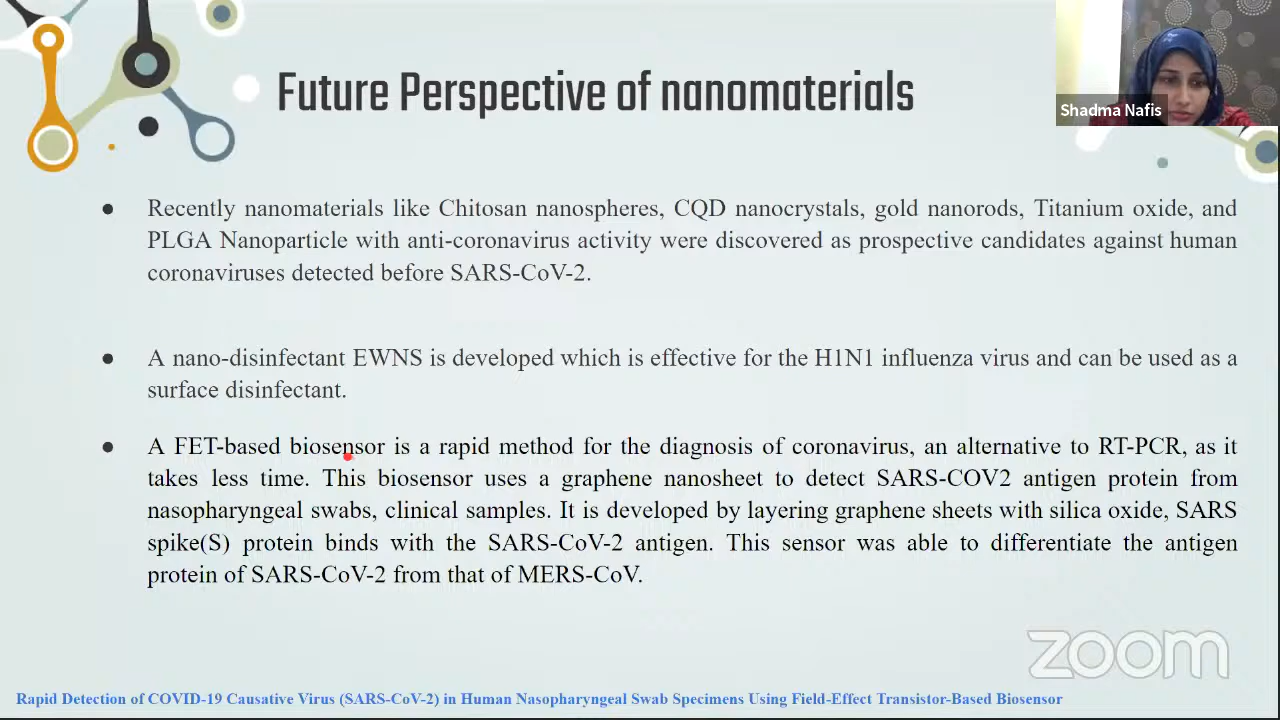 Future Perspective of nanomaterials
Shadma Nafis
● Recently nanomaterials like Chitosan nanospheres, CQD nanocrystals, gold nanorods, Titanium oxide, and
PLGA Nanoparticle with anti-coronavirus activity were discovered as prospective candidates against human
coronaviruses detected before SARS-CoV-2.
● A nano-disinfectant EWNS is developed which is effective for the H1N1 influenza virus and can be used as a
surface disinfectant.
● A FET-based biosensor is a rapid method for the diagnosis of coronavirus, an alternative to RT-PCR, as it
takes less time. This biosensor uses a graphene nanosheet to detect SARS-COV2 antigen protein from
nasopharyngeal swabs, clinical samples. It is developed by layering graphene sheets with silica oxide, SARS
spike(S) protein binds with the SARS-CoV-2 antigen. This sensor was able to differentiate the antigen
protein of SARS-CoV-2 from that of MERS-CoV.
zoom
Rapid Detection of COVID-19 Causative Virus (SARS-CoV-2) in Human Nasopharyngeal Swab Specimens Using Field-Effect Transistor-Based Biosensor